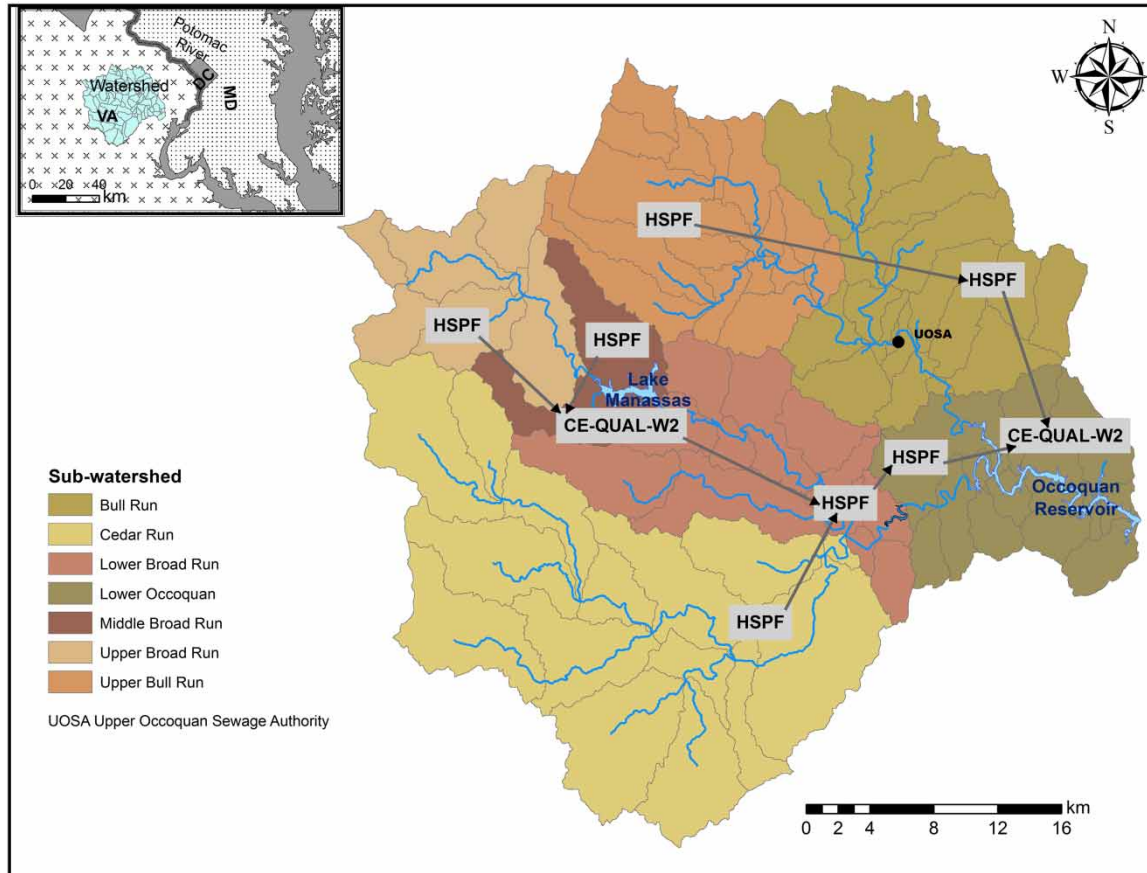 Potomac
River
Watershed
DC
VA
MD
0 20 40
km
N
W E
S
HSPF
HSPF
UOSA
HSPF
HSPF
Lake
Manassas
CE-QUAL-W2
CE-QUAL-W2
HSPF
Occoquan
Reservoir
HSPF
HSPF
Sub-watershed
Bull Run
Cedar Run
Lower Broad Run
Lower Occoquan
Middle Broad Run
Upper Broad Run
Upper Bull Run
UOSA Upper Occoquan Sewage Authority
km
0 2 4 8 12 16